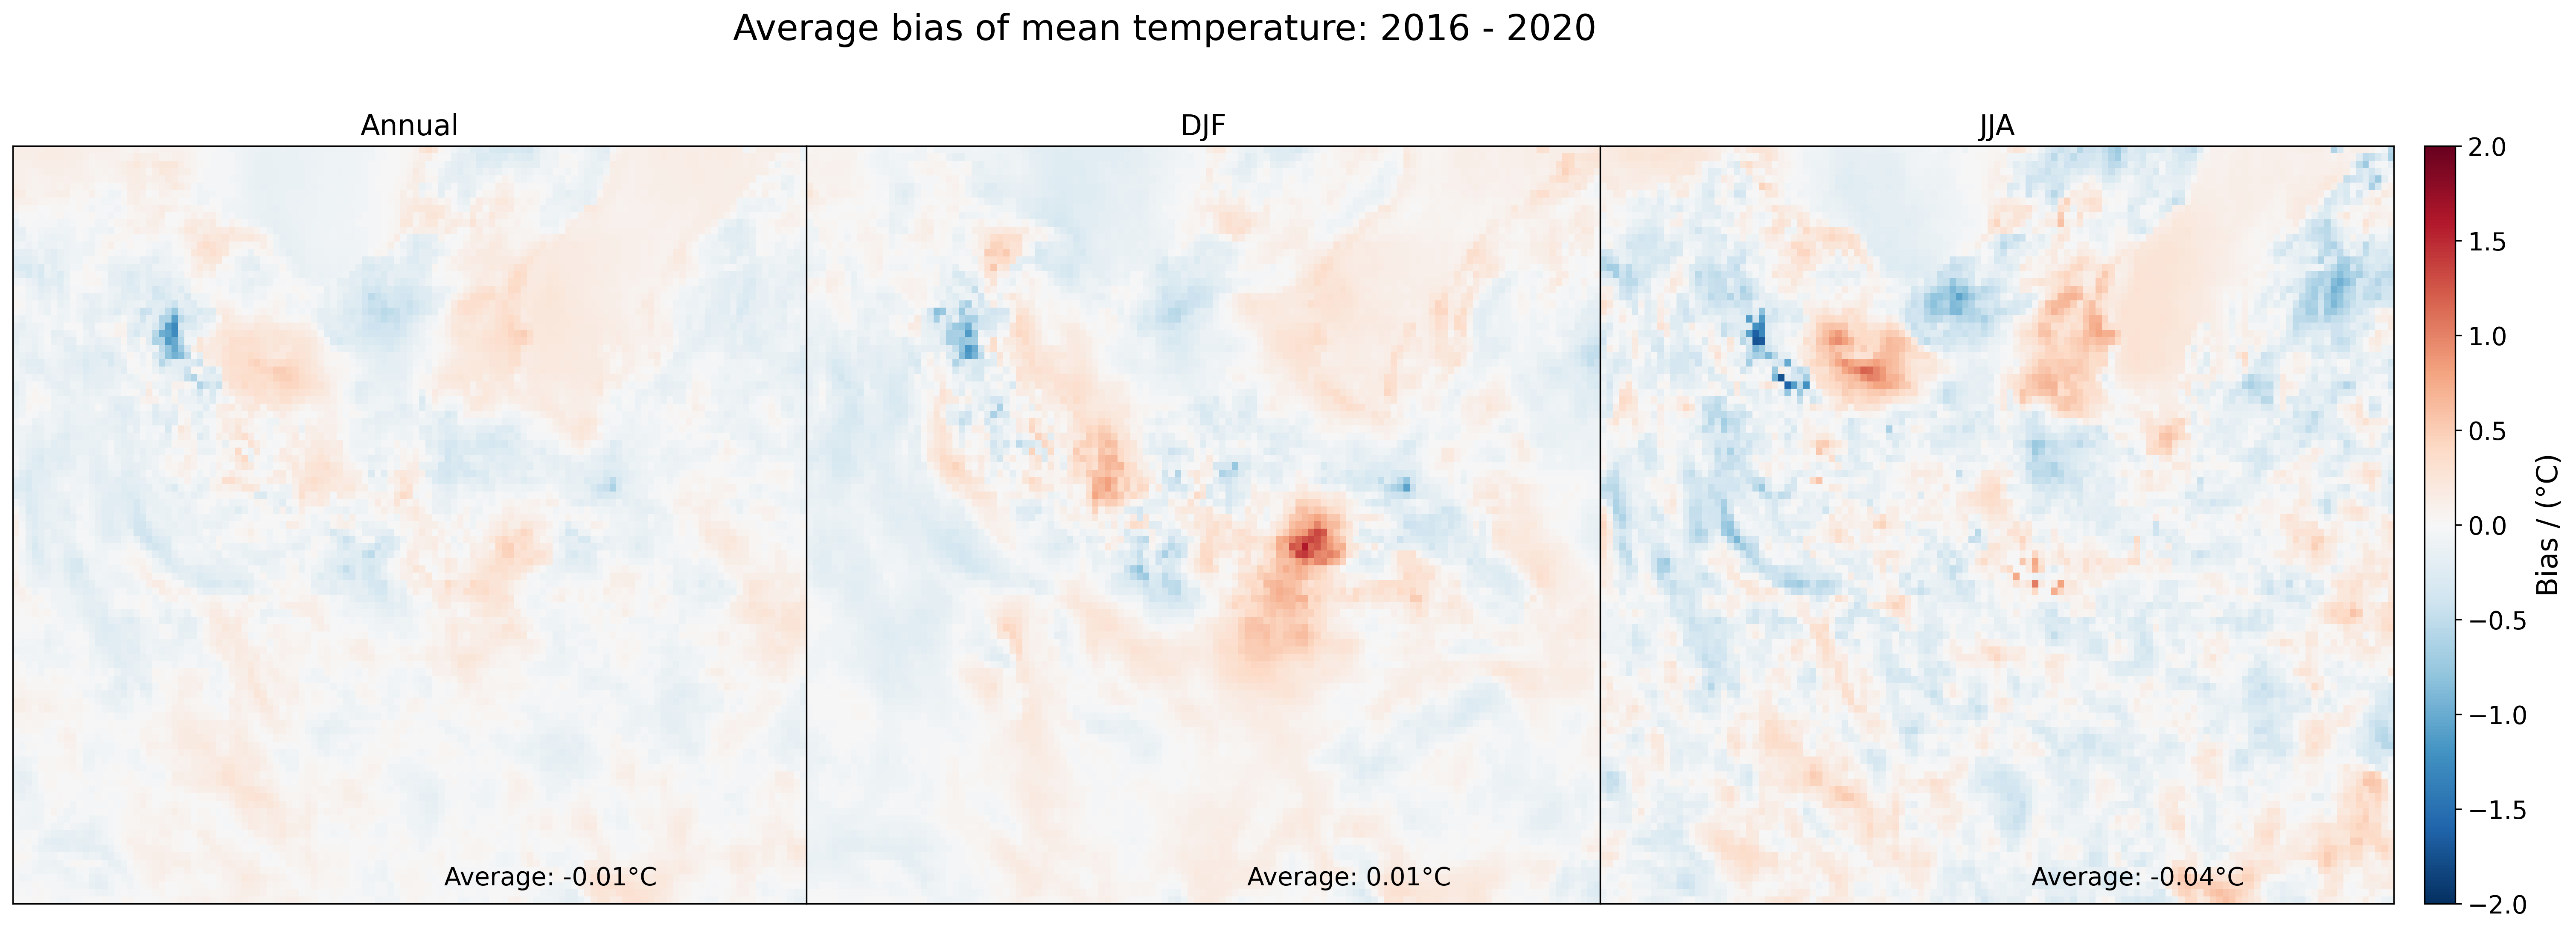 Average bias of mean temperature: 2016 - 2020
Annual
DJF
JJA
Average: -0.01°C
Average: 0.01°C
Average: -0.04°C
2.0
1.5
1.0
0.5
0.0
−0.5
−1.0
−1.5
−2.0
Bias / (°C)